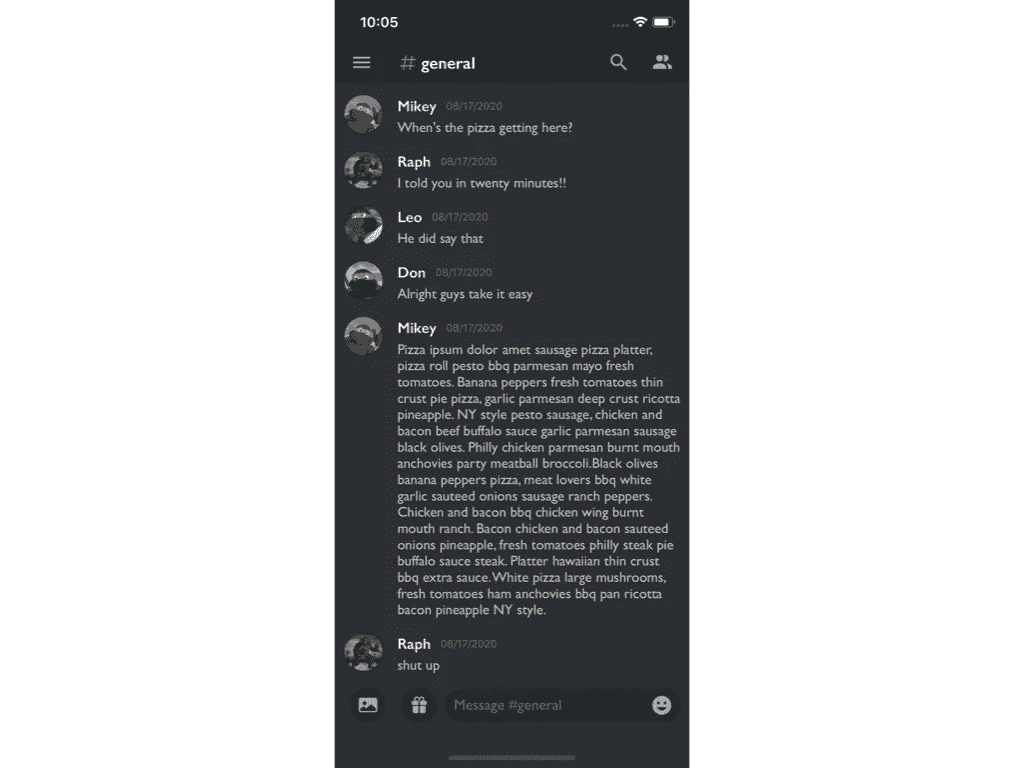 10:05
# general
Mikey 08/17/2020
When's the pizza getting here?
Raph 08/17/2020
I told you in twenty minutes!!
Leo 08/17/2020
He did say that
Don 08/17/2020
Alright guys take it easy
Mikey 08/17/2020
Pizza ipsum dolor amet sausage pizza platter,
pizza roll pesto bbq parmesan mayo fresh
tomatoes. Banana peppers fresh tomatoes thin
crust pie pizza, garlic parmesan deep crust ricotta
pineapple. NY style pesto sausage, chicken and
bacon beef buffalo sauce garlic parmesan sausage
black olives. Philly chicken parmesan burnt mouth
anchovies party meatball broccoli.Black olives
banana peppers pizza, meat lovers bbq white
garlic sauteed onions sausage ranch peppers.
Chicken and bacon bbq chicken wing burnt
mouth ranch. Bacon chicken and bacon sauteed
onions pineapple, fresh tomatoes philly steak pie
buffalo sauce steak. Platter hawaiian thin crust
bbq extra sauce. White pizza large mushrooms,
fresh tomatoes ham anchovies bbq pan ricotta
bacon pineapple NY style.
Raph 08/17/2020
shut up
Message #general